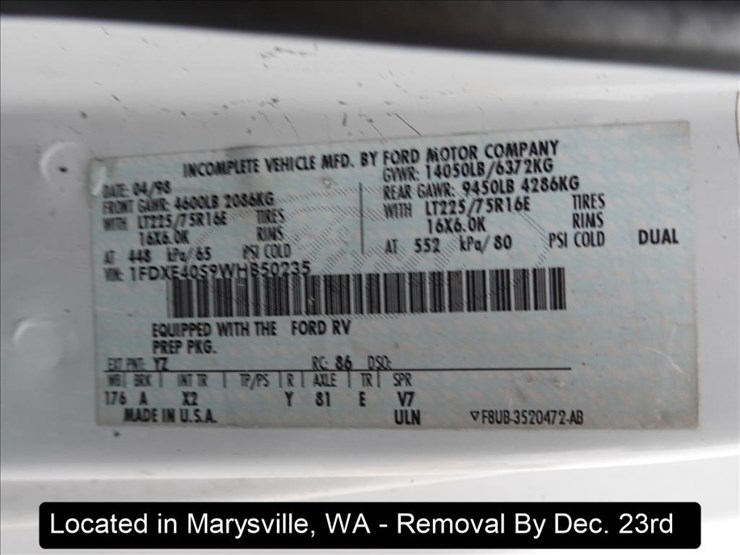 INCOMPLETE VEHICLE MFD. BY FORD MOTOR COMPANY
DATE: 04/98
GVWR: 14050LB/6372KG
FRONT GAWR: 4600LB 2086KG
REAR GAWR: 9450LB 4286KG
WITH LT225/75R16E TIRES
WITH LT225/75R16E TIRES
16X6.0K RIMS
16X6.0K RIMS
AT 448 kPa/65 PSI COLD
AT 552 kPa/80 PSI COLD DUAL
VIN: 1FDXE40S9WHB50235
EQUIPPED WITH THE FORD RV
PREP PKG.
EXT PNT: YZ RC: 86 DSO:
WB BRK INT TR TP/PS R AXLE TR SPR
176 A X2 Y 81 E V7
MADE IN U.S.A. ULN ▽F8UB-3520472-AB
Located in Marysville, WA - Removal By Dec. 23rd